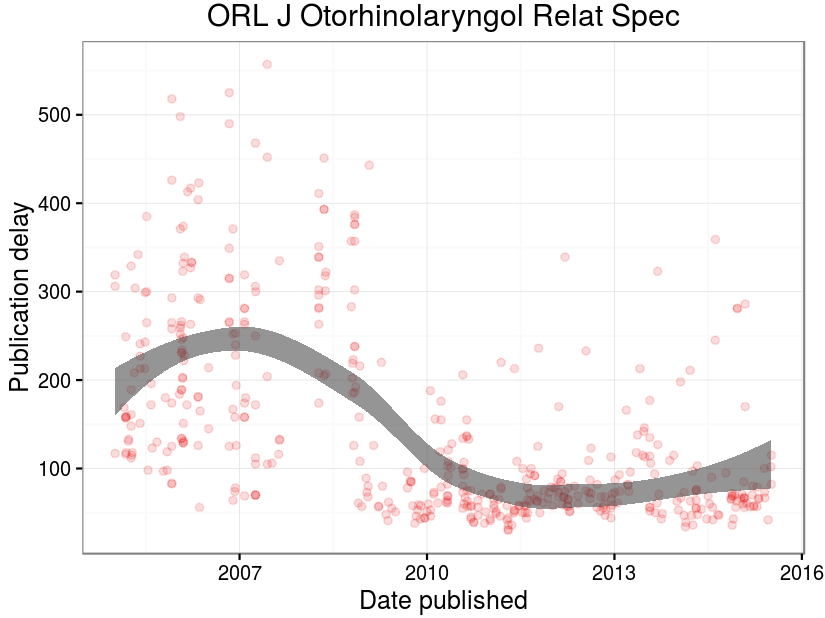 ORL J Otorhinolaryngol Relat Spec
Publication delay
500
400
300
200
100
2007 2010 2013 2016
Date published